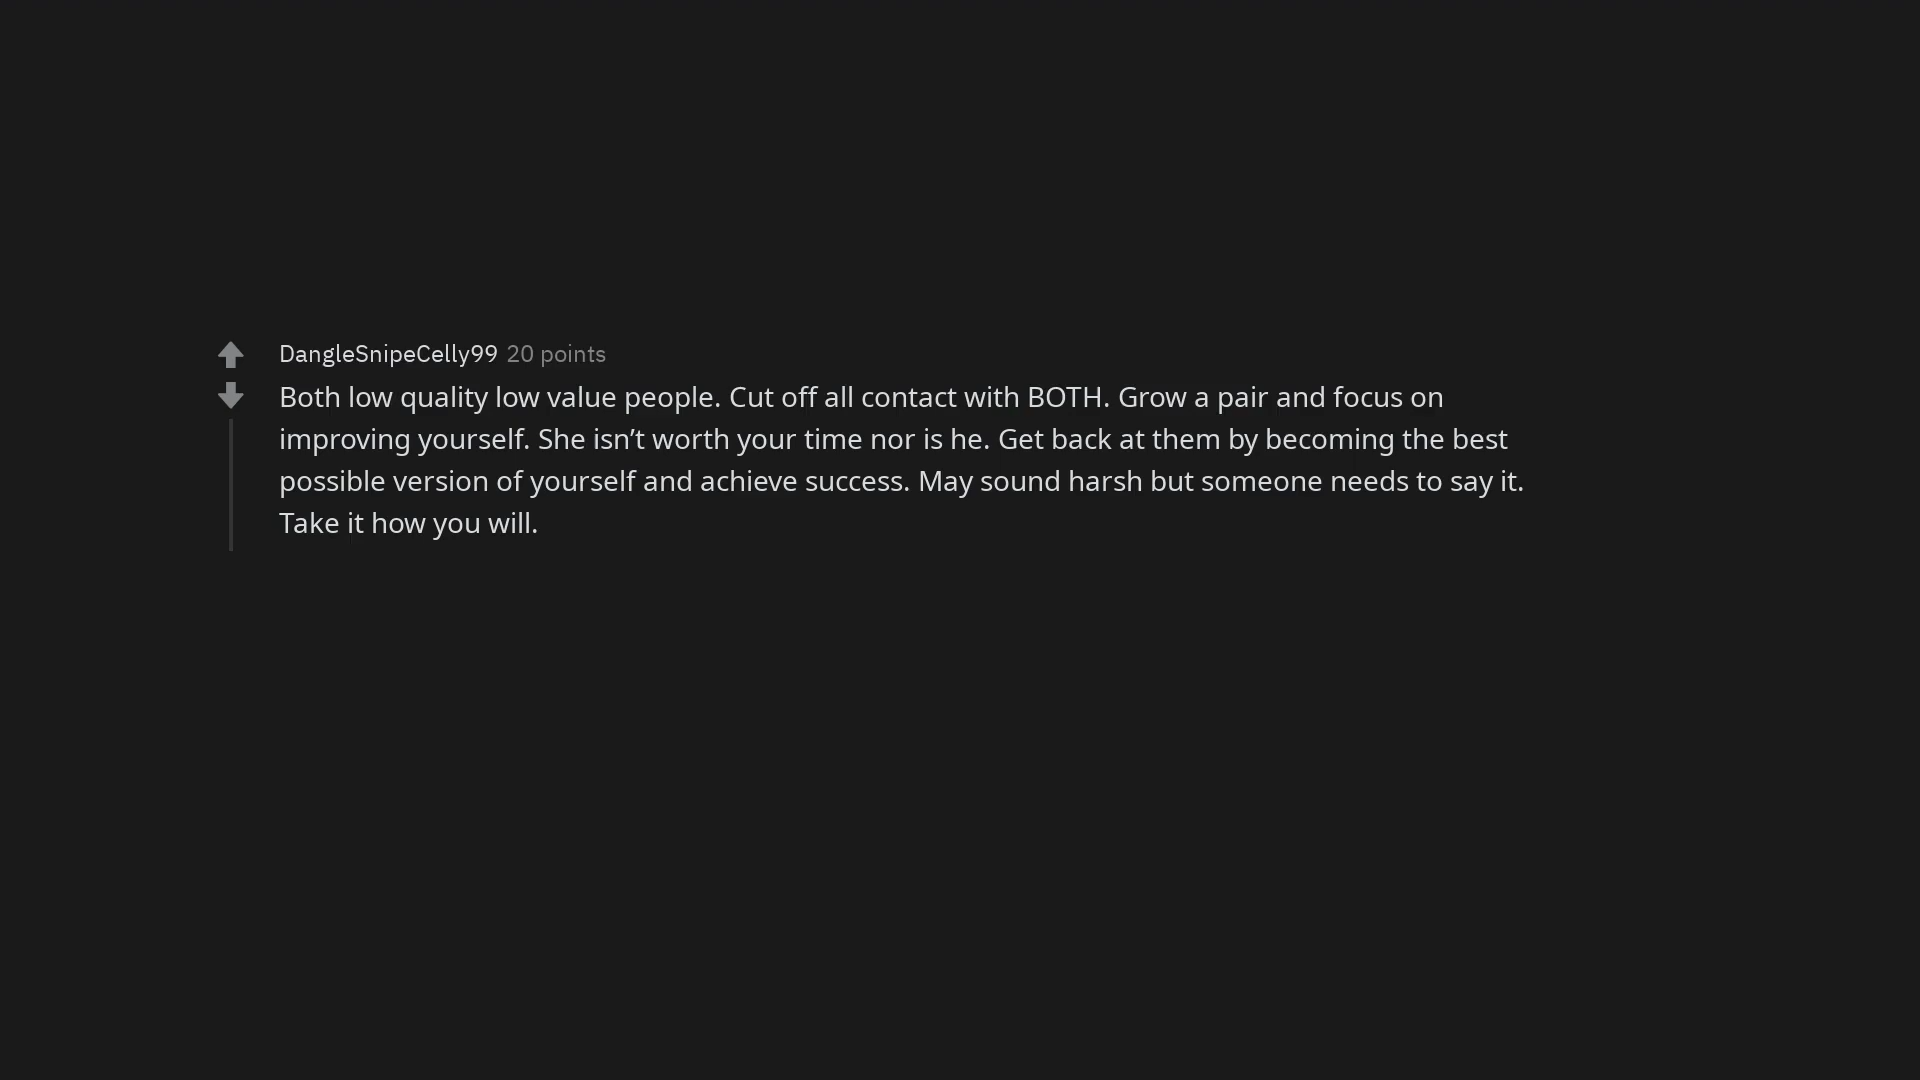 DangleSnipeCelly99 20 points
Both low quality low value people. Cut off all contact with BOTH. Grow a pair and focus on
improving yourself. She isn’t worth your time nor is he. Get back at them by becoming the best
possible version of yourself and achieve success. May sound harsh but someone needs to say it.
Take it how you will.